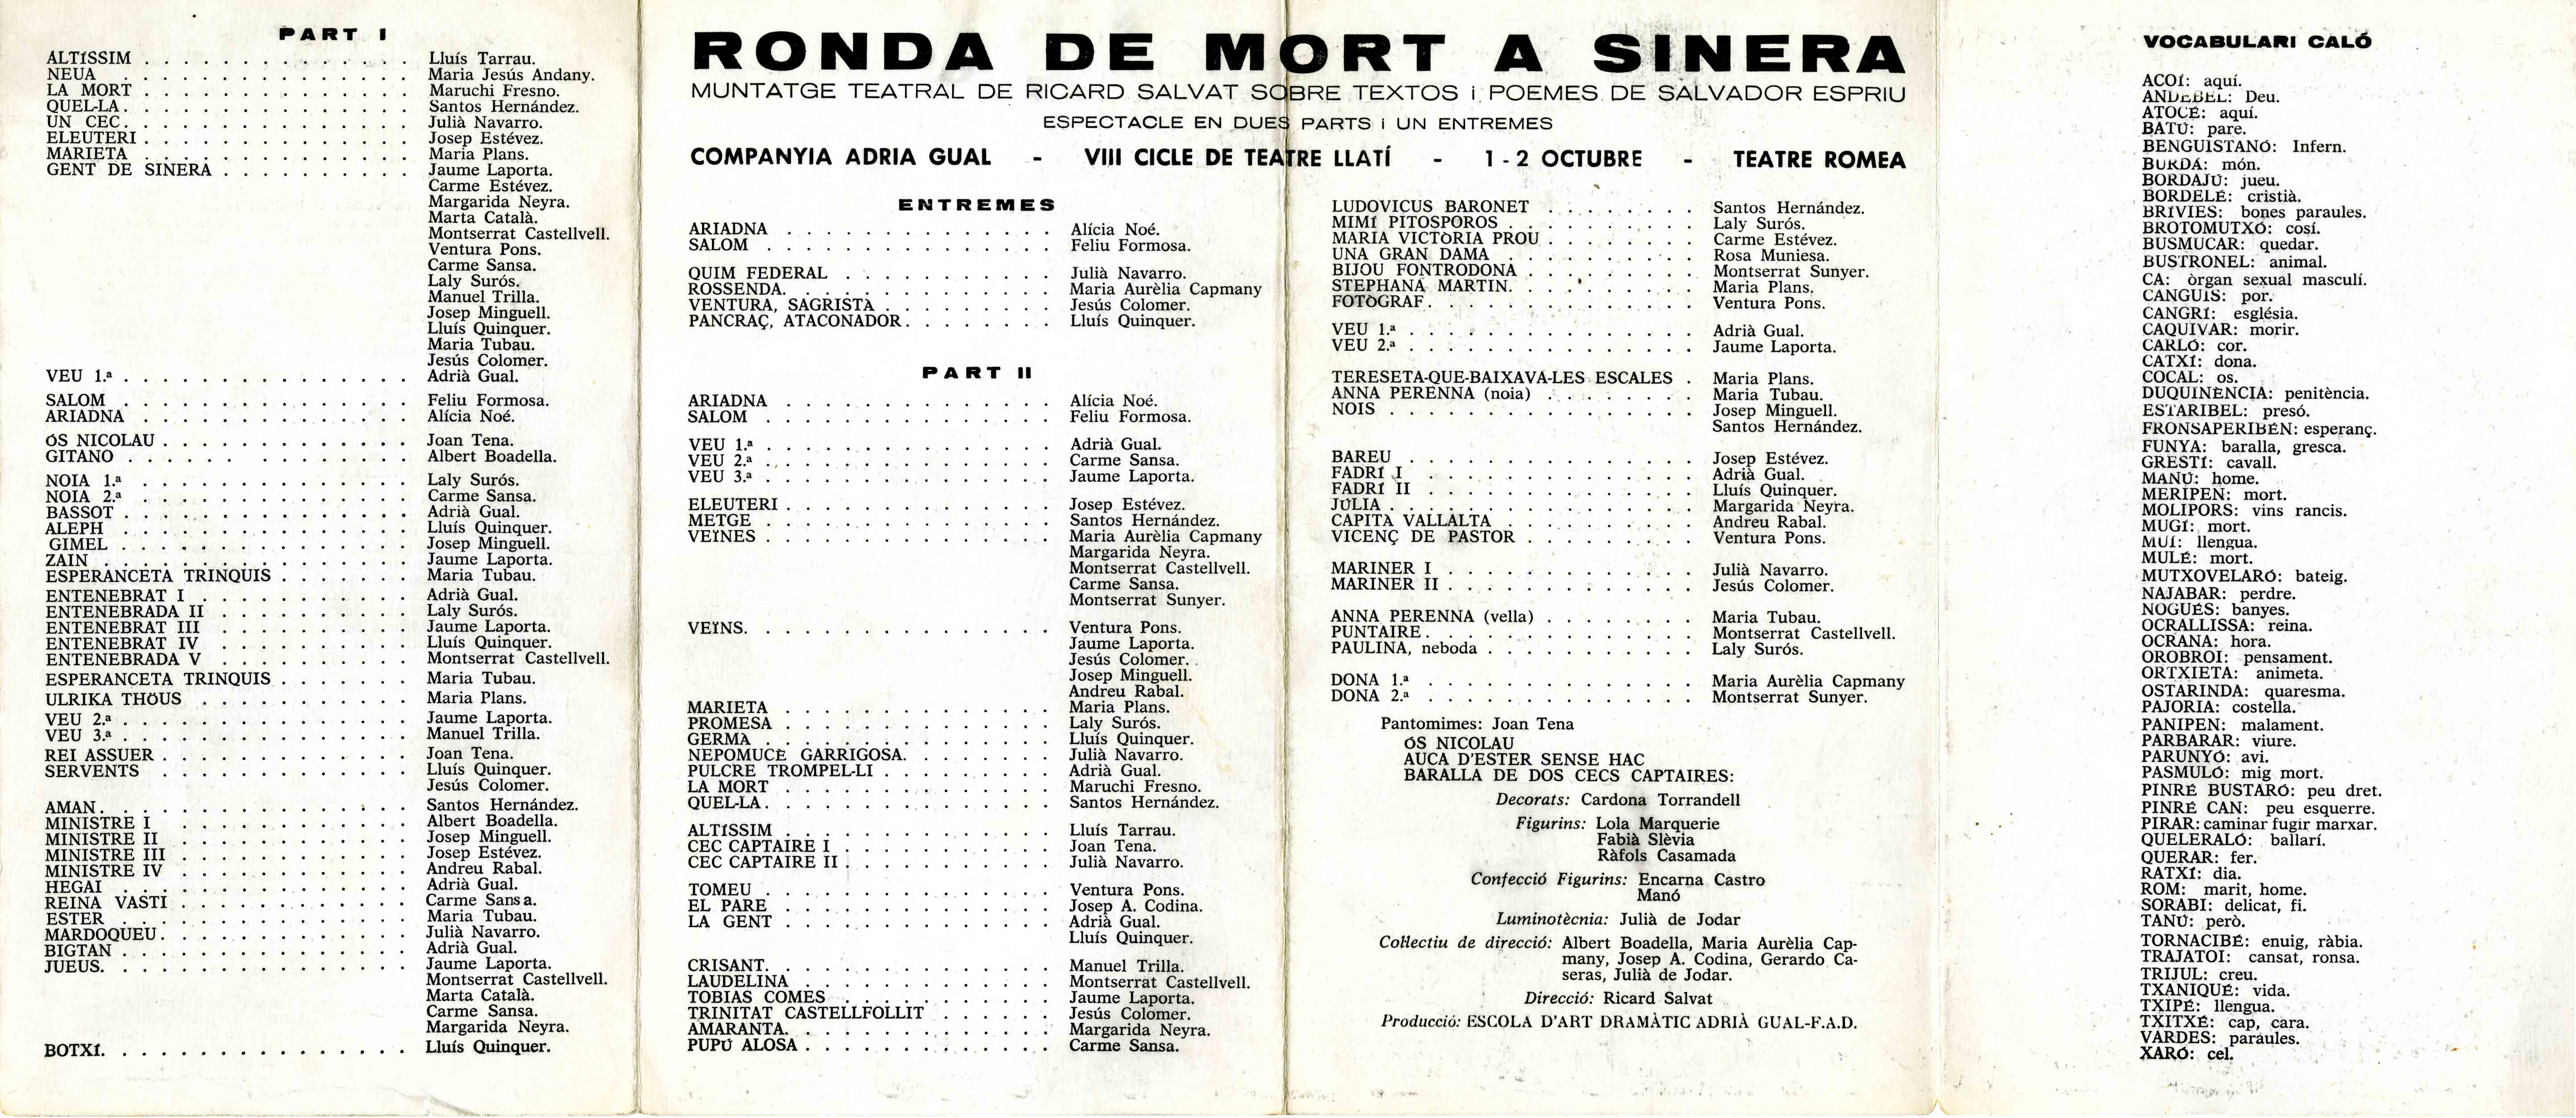 PART I
ALTÍSSIM . . . . . . . . . . . . . . Lluís Tarrau.
NEUA . . . . . . . . . . . . . . Maria Jesús Andany.
LA MORT . . . . . . . . . . . . . . Maruchi Fresno.
QUEL-LA . . . . . . . . . . . . . . Santos Hernández.
UN CEC . . . . . . . . . . . . . . Julià Navarro.
ELEUTERI . . . . . . . . . . . . . . Josep Estévez.
MARIETA . . . . . . . . . . . . . . Maria Plans.
GENT DE SINERA . . . . . . . . . . Jaume Laporta.
Carme Estévez.
Margarida Neyra.
Marta Català.
Montserrat Castellvell.
Ventura Pons.
Carme Sansa.
Laly Surós.
Manuel Trilla.
Josep Minguell.
Lluís Quinquer.
Maria Tubau.
Jesús Colomer.
VEU 1.ª . . . . . . . . . . . . . . Adrià Gual.
SALOM . . . . . . . . . . . . . . Feliu Formosa.
ARIADNA . . . . . . . . . . . . . . Alícia Noé.
ÓS NICOLAU . . . . . . . . . . . . . Joan Tena.
GITANO . . . . . . . . . . . . . . Albert Boadella.
NOIA 1.ª . . . . . . . . . . . . . . Laly Surós.
NOIA 2.ª . . . . . . . . . . . . . . Carme Sansa.
BASSOT . . . . . . . . . . . . . . Adrià Gual.
ALEPH . . . . . . . . . . . . . . Lluís Quinquer.
GIMEL . . . . . . . . . . . . . . Josep Minguell.
ZAIN . . . . . . . . . . . . . . Jaume Laporta.
ESPERANCETA TRINQUIS . . . . . . . Maria Tubau.
ENTENEBRAT I . . . . . . . . . . . Adrià Gual.
ENTENEBRADA II . . . . . . . . . . Laly Surós.
ENTENEBRAT III . . . . . . . . . . Jaume Laporta.
ENTENEBRAT IV . . . . . . . . . . Lluís Quinquer.
ENTENEBRADA V . . . . . . . . . . Montserrat Castellvell.
ESPERANCETA TRINQUIS . . . . . . . Maria Tubau.
ULRIKA THÖUS . . . . . . . . . . . Maria Plans.
VEU 2.ª . . . . . . . . . . . . . . Jaume Laporta.
VEU 3.ª . . . . . . . . . . . . . . Manuel Trilla.
REI ASSUER . . . . . . . . . . . . . Joan Tena.
SERVENTS . . . . . . . . . . . . . Lluís Quinquer.
Jesús Colomer.
AMAN . . . . . . . . . . . . . . Santos Hernández.
MINISTRE I . . . . . . . . . . . . . Albert Boadella.
MINISTRE II . . . . . . . . . . . . Josep Minguell.
MINISTRE III . . . . . . . . . . . . Josep Estévez.
MINISTRE IV . . . . . . . . . . . . Andreu Rabal.
HEGAI . . . . . . . . . . . . . . Adrià Gual.
REINA VASTI . . . . . . . . . . . . Carme Sansa.
ESTER . . . . . . . . . . . . . . Maria Tubau.
MARDOQUEU . . . . . . . . . . . . . Julià Navarro.
BIGTAN . . . . . . . . . . . . . . Adrià Gual.
JUEUS. . . . . . . . . . . . . . . Jaume Laporta.
Montserrat Castellvell.
Marta Català.
Carme Sansa.
Margarida Neyra.
BOTXÍ. . . . . . . . . . . . . . . Lluís Quinquer.
RONDA DE MORT A SINERA
MUNTATGE TEATRAL DE RICARD SALVAT SOBRE TEXTOS i POEMES DE SALVADOR ESPRIU
ESPECTACLE EN DUES PARTS i UN ENTREMES
COMPANYIA ADRIA GUAL - VIII CICLE DE TEATRE LLATÍ - 1-2 OCTUBRE - TEATRE ROMEA
ENTREMES
ARIADNA . . . . . . . . . . . . . . Alícia Noé.
SALOM . . . . . . . . . . . . . . Feliu Formosa.
QUIM FEDERAL . . . . . . . . . . . Julià Navarro.
ROSSENDA. . . . . . . . . . . . . . Maria Aurèlia Capmany
VENTURA, SAGRISTÀ . . . . . . . . . Jesús Colomer.
PANCRAÇ, ATACONADOR . . . . . . . . Lluís Quinquer.
PART II
ARIADNA . . . . . . . . . . . . . . Alícia Noé.
SALOM . . . . . . . . . . . . . . Feliu Formosa.
VEU 1.ª . . . . . . . . . . . . . . Adrià Gual.
VEU 2.ª . . . . . . . . . . . . . . Carme Sansa.
VEU 3.ª . . . . . . . . . . . . . . Jaume Laporta.
ELEUTERI . . . . . . . . . . . . . . Josep Estévez.
METGE . . . . . . . . . . . . . . Santos Hernández.
VEÏNES . . . . . . . . . . . . . . Maria Aurèlia Capmany
Margarida Neyra.
Montserrat Castellvell.
Carme Sansa.
Montserrat Sunyer.
VEÏNS. . . . . . . . . . . . . . . Ventura Pons.
Jaume Laporta.
Jesús Colomer.
Josep Minguell.
Andreu Rabal.
MARIETA . . . . . . . . . . . . . . Maria Plans.
PROMESA . . . . . . . . . . . . . . Laly Surós.
GERMA . . . . . . . . . . . . . . Lluís Quinquer.
NEPOMUCÈ GARRIGOSA. . . . . . . . . Julià Navarro.
PULCRE TROMPEL-LI . . . . . . . . . Adrià Gual.
LA MORT . . . . . . . . . . . . . . Maruchi Fresno.
QUEL-LA. . . . . . . . . . . . . . Santos Hernández.
ALTÍSSIM . . . . . . . . . . . . . . Lluís Tarrau.
CEC CAPTAIRE I . . . . . . . . . . . Joan Tena.
CEC CAPTAIRE II . . . . . . . . . . Julià Navarro.
TOMEU . . . . . . . . . . . . . . Ventura Pons.
EL PARE . . . . . . . . . . . . . . Josep A. Codina.
LA GENT . . . . . . . . . . . . . . Adrià Gual.
Lluís Quinquer.
CRISANT. . . . . . . . . . . . . . Manuel Trilla.
LAUDELINA . . . . . . . . . . . . . Montserrat Castellvell.
TOBIAS COMES . . . . . . . . . . . Jaume Laporta.
TRINITAT CASTELLFOLLIT . . . . . . Jesús Colomer.
AMARANTA. . . . . . . . . . . . . . Margarida Neyra.
PUPÚ ALOSA . . . . . . . . . . . . Carme Sansa.
LUDOVICUS BARONET . . . . . . . . Santos Hernández.
MIMÍ PITOSPOROS . . . . . . . . . . Laly Surós.
MARIA VICTÒRIA PROU . . . . . . . . Carme Estévez.
UNA GRAN DAMA . . . . . . . . . . Rosa Muniesa.
BIJOU FONTRODONA . . . . . . . . . Montserrat Sunyer.
STEPHANA MARTIN. . . . . . . . . . Maria Plans.
FOTÒGRAF. . . . . . . . . . . . . . Ventura Pons.
VEU 1.ª . . . . . . . . . . . . . . Adrià Gual.
VEU 2.ª . . . . . . . . . . . . . . Jaume Laporta.
TERESETA-QUE-BAIXAVA-LES ESCALES . Maria Plans.
ANNA PERENNA (noia) . . . . . . . . Maria Tubau.
NOIS . . . . . . . . . . . . . . Josep Minguell.
Santos Hernández.
BAREU . . . . . . . . . . . . . . Josep Estévez.
FADRÍ I . . . . . . . . . . . . . . Adrià Gual.
FADRÍ II . . . . . . . . . . . . . . Lluís Quinquer.
JÚLIA . . . . . . . . . . . . . . Margarida Neyra.
CAPITÀ VALLALTA . . . . . . . . . . Andreu Rabal.
VICENÇ DE PASTOR . . . . . . . . . Ventura Pons.
MARINER I . . . . . . . . . . . . . Julià Navarro.
MARINER II . . . . . . . . . . . . . Jesús Colomer.
ANNA PERENNA (vella) . . . . . . . . Maria Tubau.
PUNTAIRE. . . . . . . . . . . . . . Montserrat Castellvell.
PAULINA, neboda . . . . . . . . . . . Laly Surós.
DONA 1.ª . . . . . . . . . . . . . . Maria Aurèlia Capmany
DONA 2.ª . . . . . . . . . . . . . . Montserrat Sunyer.
Pantomimes: Joan Tena
ÓS NICOLAU
AUCA D'ESTER SENSE HAC
BARALLA DE DOS CECS CAPTAIRES:
Decorats: Cardona Torrandell
Figurins: Lola Marquerie
Fabià Slèvia
Ràfols Casamada
Confecció Figurins: Encarna Castro
Manó
Luminotècnia: Julià de Jodar
Col·lectiu de direcció: Albert Boadella, Maria Aurèlia Cap-
many, Josep A. Codina, Gerardo Ca-
seras, Julià de Jodar.
Direcció: Ricard Salvat
Producció: ESCOLA D'ART DRAMÀTIC ADRIÀ GUAL-F.A.D.
VOCABULARI CALÓ
ACOÍ: aquí.
ANDEBEL: Deu.
ATOCÉ: aquí.
BATÚ: pare.
BENGUISTANÓ: Infern.
BURDÁ: món.
BORDAJÚ: jueu.
BORDELÉ: cristià.
BRÍVIES: bones paraules.
BROTOMUTXÓ: così.
BUSMUCAR: quedar.
BUSTRONEL: animal.
CA: òrgan sexual masculí.
CANGUIS: por.
CANGRÍ: església.
CAQUIVAR: morir.
CARLÓ: cor.
CATXÍ: dona.
COCAL: os.
DUQUINÈNCIA: penitència.
ESTARIBEL: presó.
FRONSAPERIBÉN: esperanç.
FUNYA: baralla, gresca.
GRESTÍ: cavall.
MANÚ: home.
MERIPÉN: mort.
MOLIPORS: vins rancis.
MUGÍ: mort.
MUÍ: llengua.
MULÉ: mort.
MUTXOVELARÓ: bateig.
NAJABAR: perdre.
NOGUÉS: banyes.
OCRALLISSA: reina.
OCRANA: hora.
OROBROI: pensament.
ORTXIETA: animeta.
OSTARINDA: quaresma.
PAJORIA: costella.
PANIPEN: malament.
PARBARAR: viure.
PARUNYÓ: avi.
PASMULÓ: mig mort.
PINRÉ BUSTARÓ: peu dret.
PINRÉ CAN: peu esquerre.
PIRAR: caminar fugir marxar.
QUELERALÓ: ballarí.
QUERAR: fer.
RATXÍ: dia.
ROM: marit, home.
SORABI: delicat, fi.
TANÚ: però.
TORNACIBÉ: enuig, ràbia.
TRAJATOI: cansat, ronsa.
TRIJUL: creu.
TXANIQUÉ: vida.
TXIPÉ: llengua.
TXITXÉ: cap, cara.
VARDES: paraules.
XARÓ: cel.